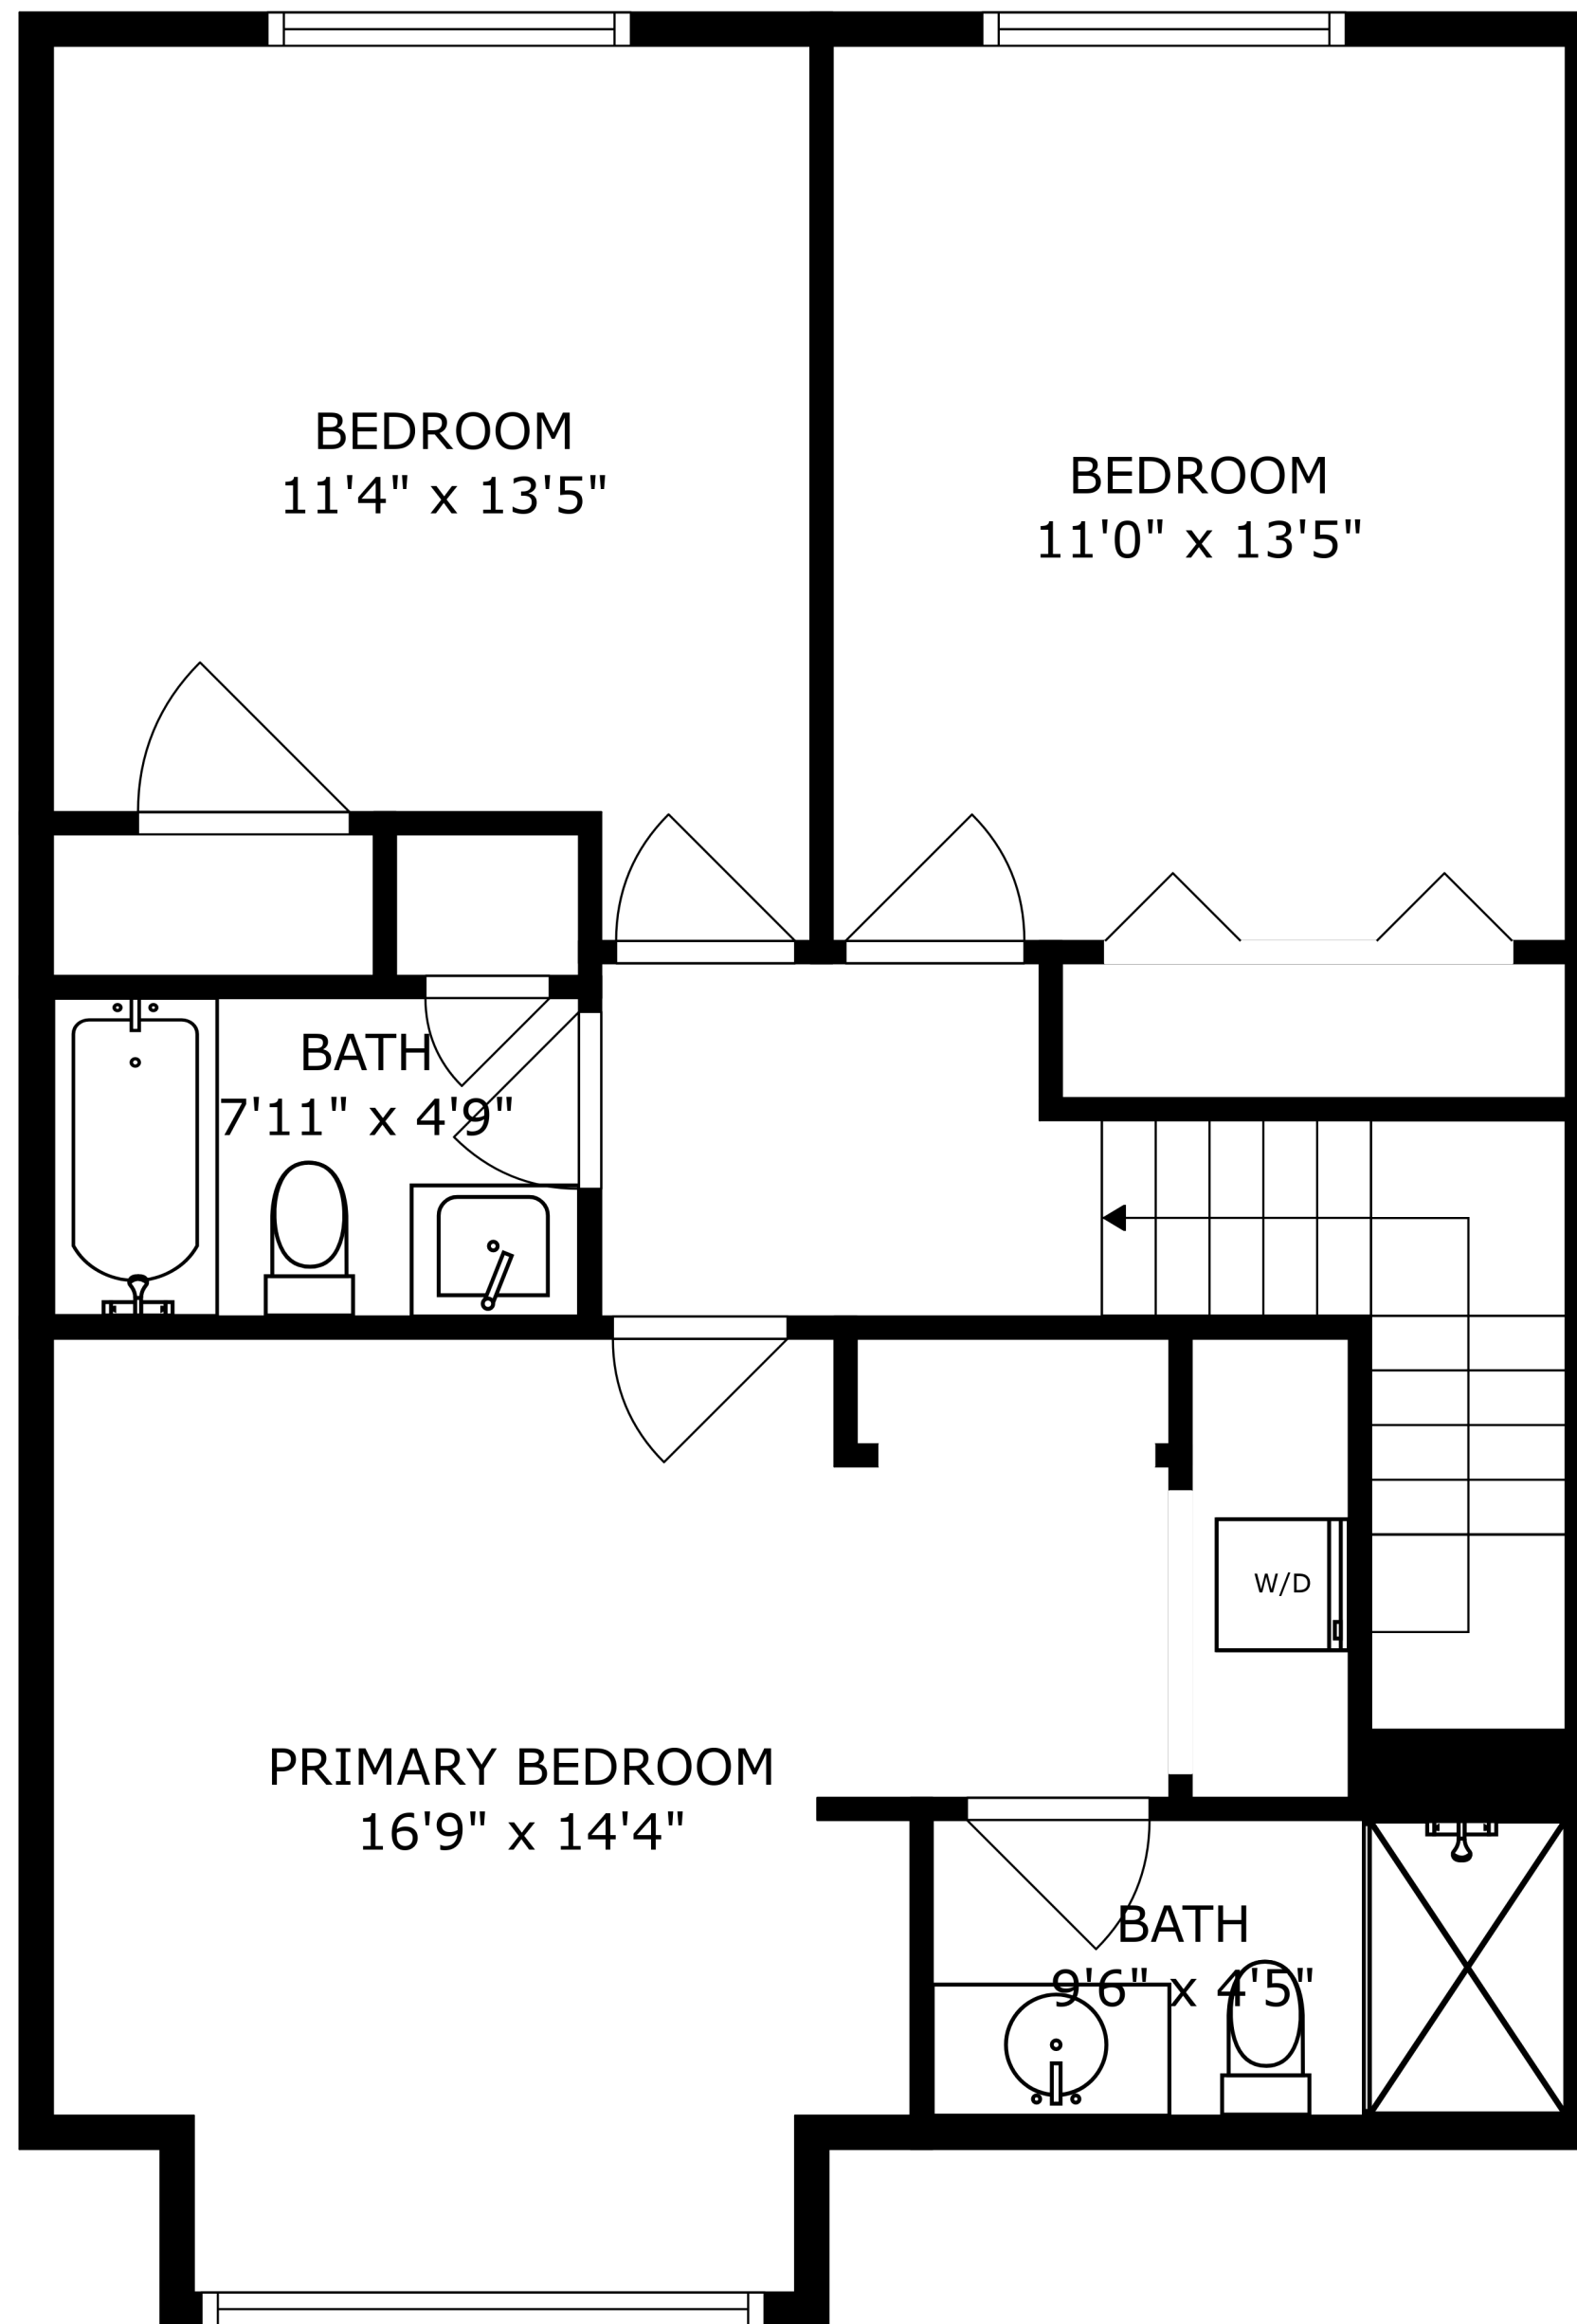 BEDROOM
11'4" x 13'5"
BEDROOM
11'0" x 13'5"
BATH
7'11" x 4'9"
W/D
PRIMARY BEDROOM
16'9" x 14'4"
BATH
9'6" x 4'5"